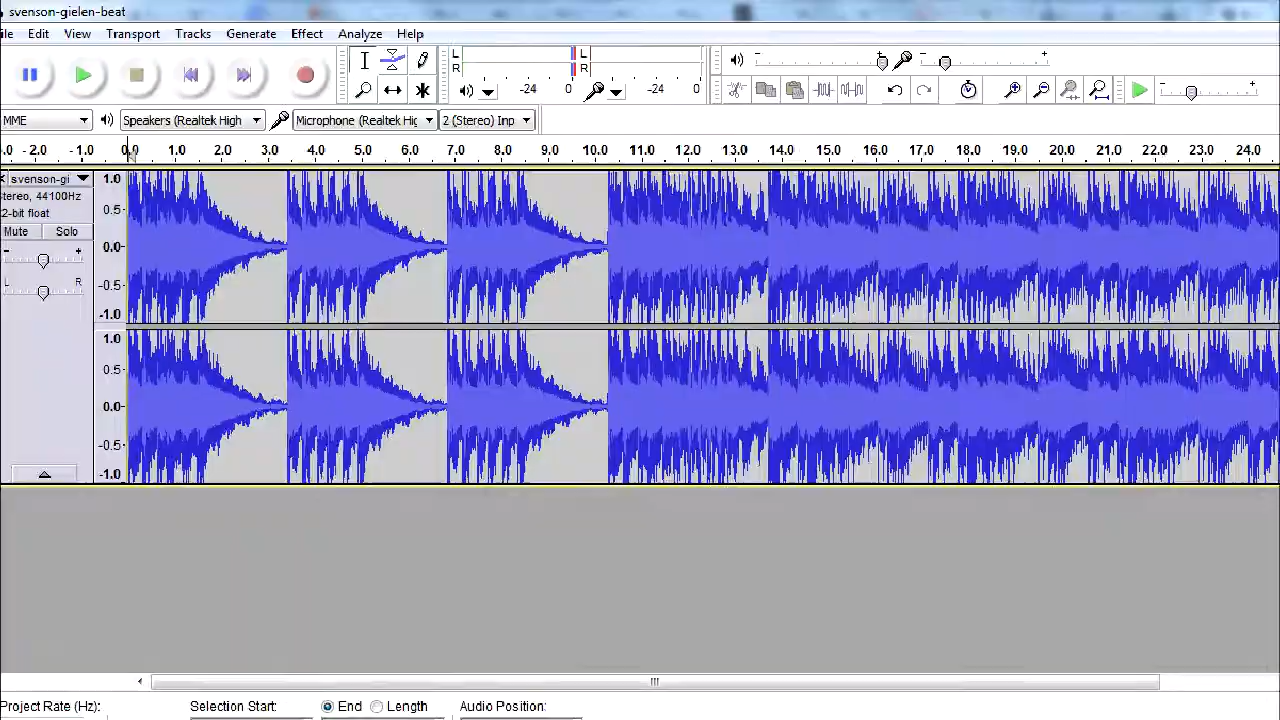 svenson-gielen-beat
ile Edit View Transport Tracks Generate Effect Analyze Help
L L
R R
-24 0 -24 0
MME Speakers (Realtek High Microphone (Realtek Hig 2 (Stereo) Inp
-2.0 -1.0 0.0 1.0 2.0 3.0 4.0 5.0 6.0 7.0 8.0 9.0 10.0 11.0 12.0 13.0 14.0 15.0 16.0 17.0 18.0 19.0 20.0 21.0 22.0 23.0 24.0
svenson-gi
Stereo, 44100Hz
2-bit float
Mute Solo
- +
L R
1.0
0.5-
0.0-
-0.5-
-1.0
1.0
0.5-
0.0-
-0.5-
-1.0
Project Rate (Hz): Selection Start: End Length Audio Position: